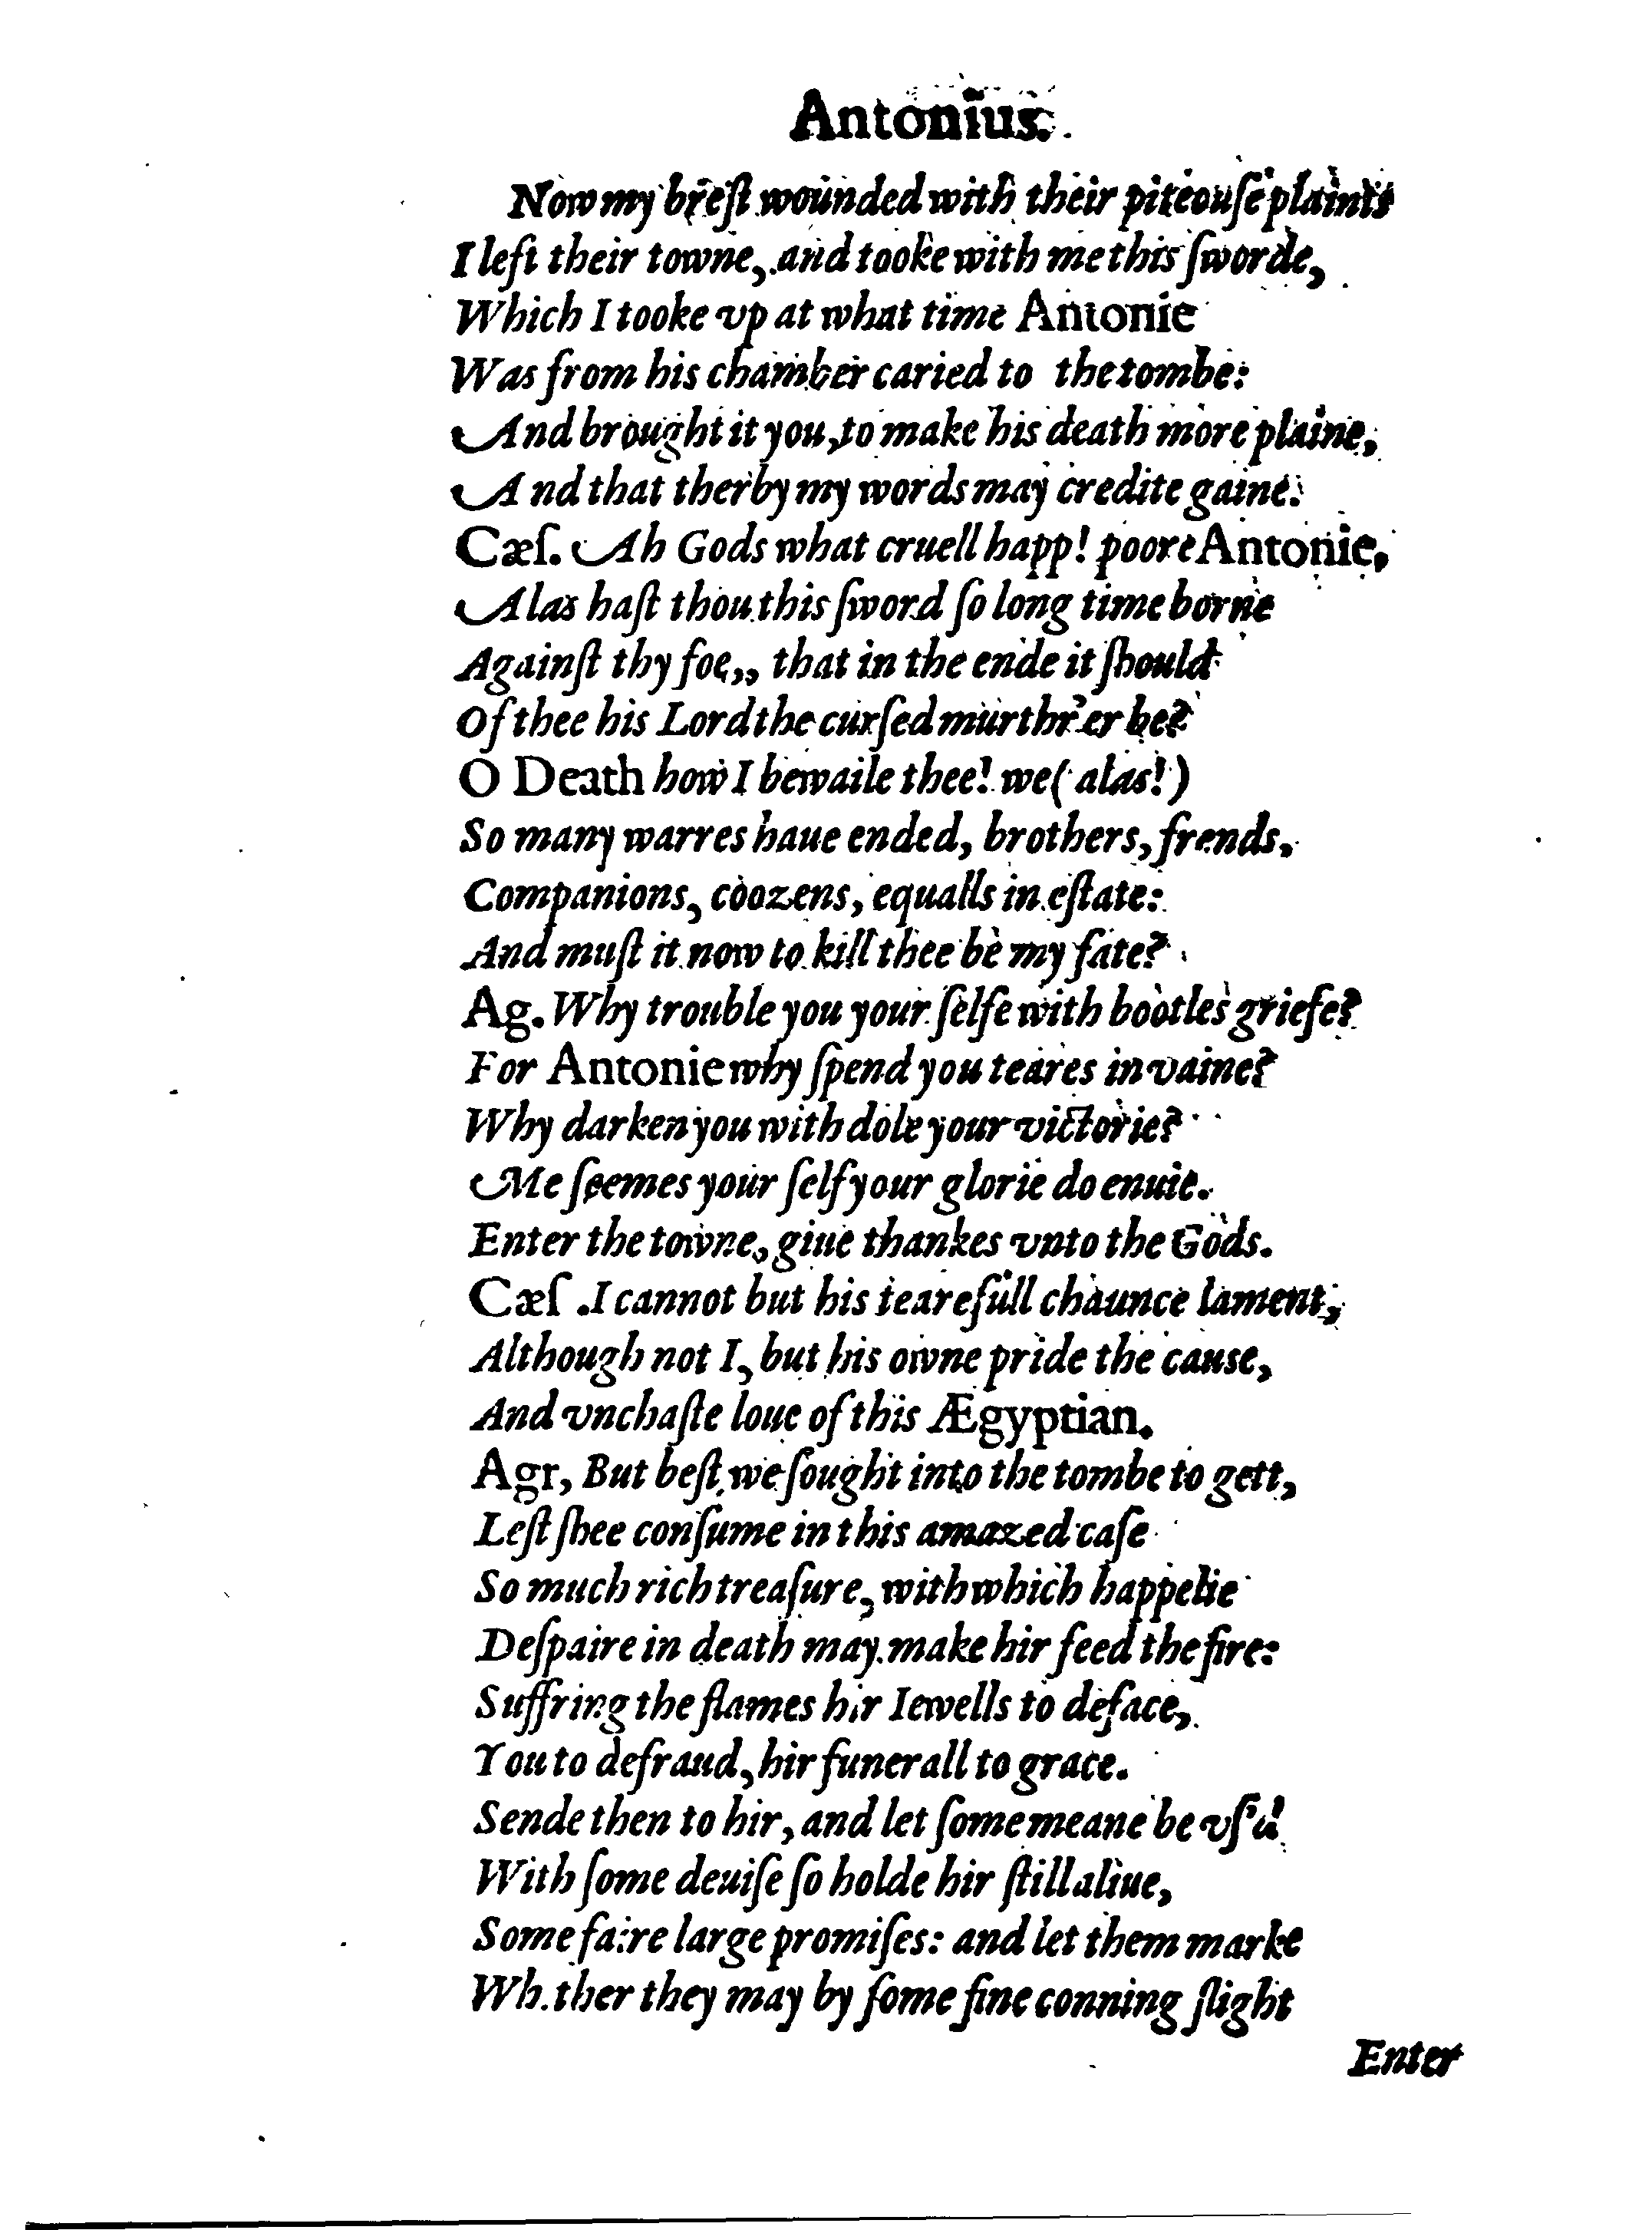 Antonius.
Now my breſt wounded with their piteouſe plaints
I left their towne, and tooke with me this ſworde,
Which I tooke vp at what time Antonie
Was from his chamber caried to the tombe:
And brought it you, to make his death more plaine,
And that therby my words may credite gaine.
Cæſ. Ah Gods what cruell happ! poore Antonie,
Alas haſt thou this ſword ſo long time borne
Againſt thy foe,, that in the ende it ſhould
Of thee his Lord the curſed murthr'er be?
O Death how I bewaile thee! we (alas!)
So many warres haue ended, brothers, frends,
Companions, coozens, equalls in eſtate:
And muſt it now to kill thee be my fate?
Ag. Why trouble you your ſelfe with bootles griefe?
For Antonie why ſpend you teares in vaine?
Why darken you with dole your victorie?
Me ſeemes your ſelf your glorie do enuie.
Enter the towne, giue thankes vnto the Gods.
Cæſ. I cannot but his tearefull chaunce lament,
Although not I, but his owne pride the cause,
And vnchaſte loue of this Ægyptian.
Agr, But beſt we ſought into the tombe to gett,
Leſt ſhee conſume in this amazed caſe
So much rich treaſure, with which happelie
Deſpaire in death may make hir feed the fire:
Suffring the flames hir Iewells to deface,
You to defraud, hir funerall to grace.
Sende then to hir, and let ſome meane be vſ'd
With ſome deuiſe ſo holde hir ſtill aliue,
Some faire large promiſes: and let them marke
Whether they may by ſome fine conning ſlight
Enter